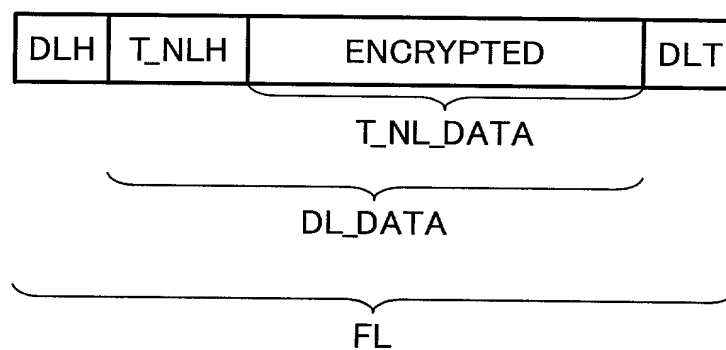 DLH T_NLH ENCRYPTED DLT
T_NL_DATA
DL_DATA
FL